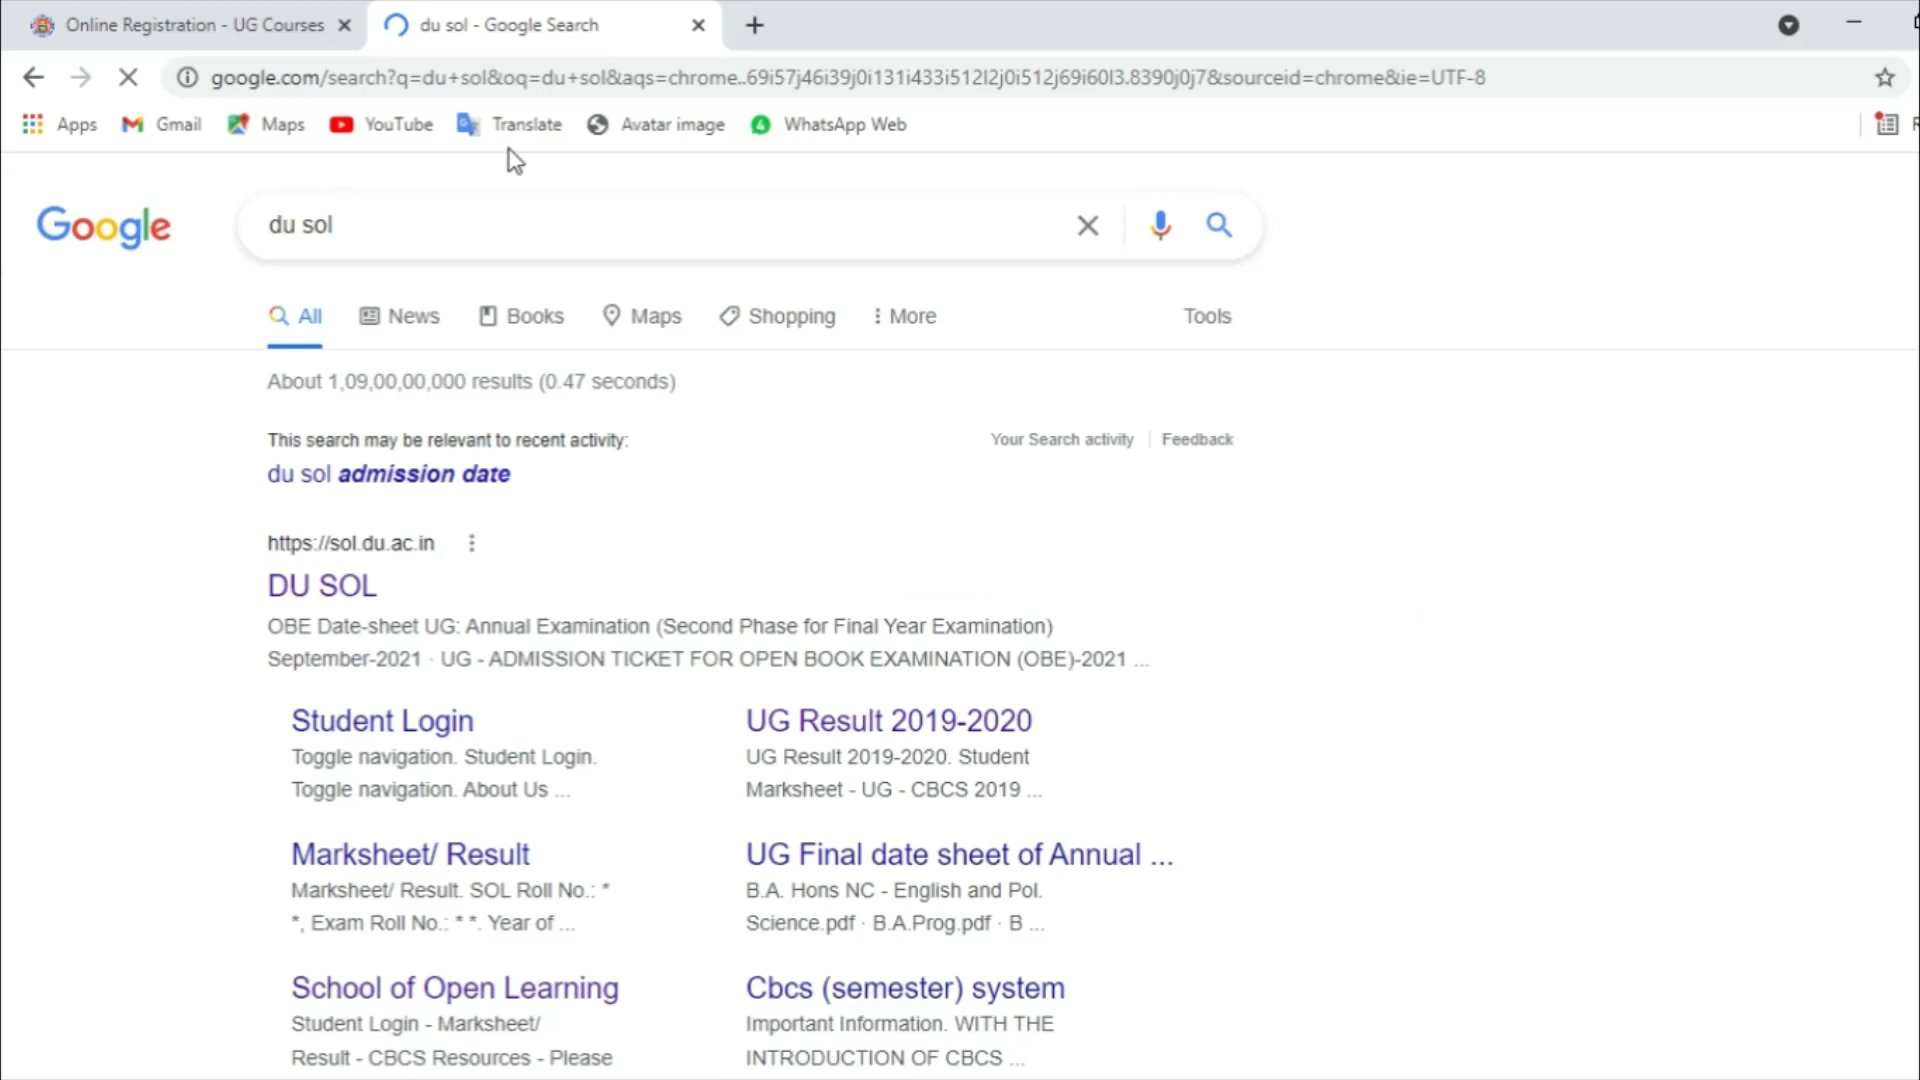 Online Registration - UG Courses
du sol - Google Search
google.com/search?q=du+sol&oq=du+sol&aqs=chrome..69i57j46i39j0i131i433i512l2j0i512j69i60l3.8390j0j7&sourceid=chrome&ie=UTF-8
Apps Gmail Maps YouTube Translate Avatar image WhatsApp Web
Google
du sol
All News Books Maps Shopping More Tools
About 1,09,00,00,000 results (0.47 seconds)
This search may be relevant to recent activity: Your Search activity Feedback
du sol admission date
https://sol.du.ac.in
DU SOL
OBE Date-sheet UG: Annual Examination (Second Phase for Final Year Examination)
September-2021 · UG - ADMISSION TICKET FOR OPEN BOOK EXAMINATION (OBE)-2021 ...
Student Login
Toggle navigation. Student Login.
Toggle navigation. About Us ...
UG Result 2019-2020
UG Result 2019-2020. Student
Marksheet - UG - CBCS 2019 ...
Marksheet/ Result
Marksheet/ Result. SOL Roll No.: *
*, Exam Roll No.: * *. Year of ...
UG Final date sheet of Annual ...
B.A. Hons NC - English and Pol.
Science.pdf · B.A.Prog.pdf · B ...
School of Open Learning
Student Login - Marksheet/
Result - CBCS Resources - Please
Cbcs (semester) system
Important Information. WITH THE
INTRODUCTION OF CBCS ...